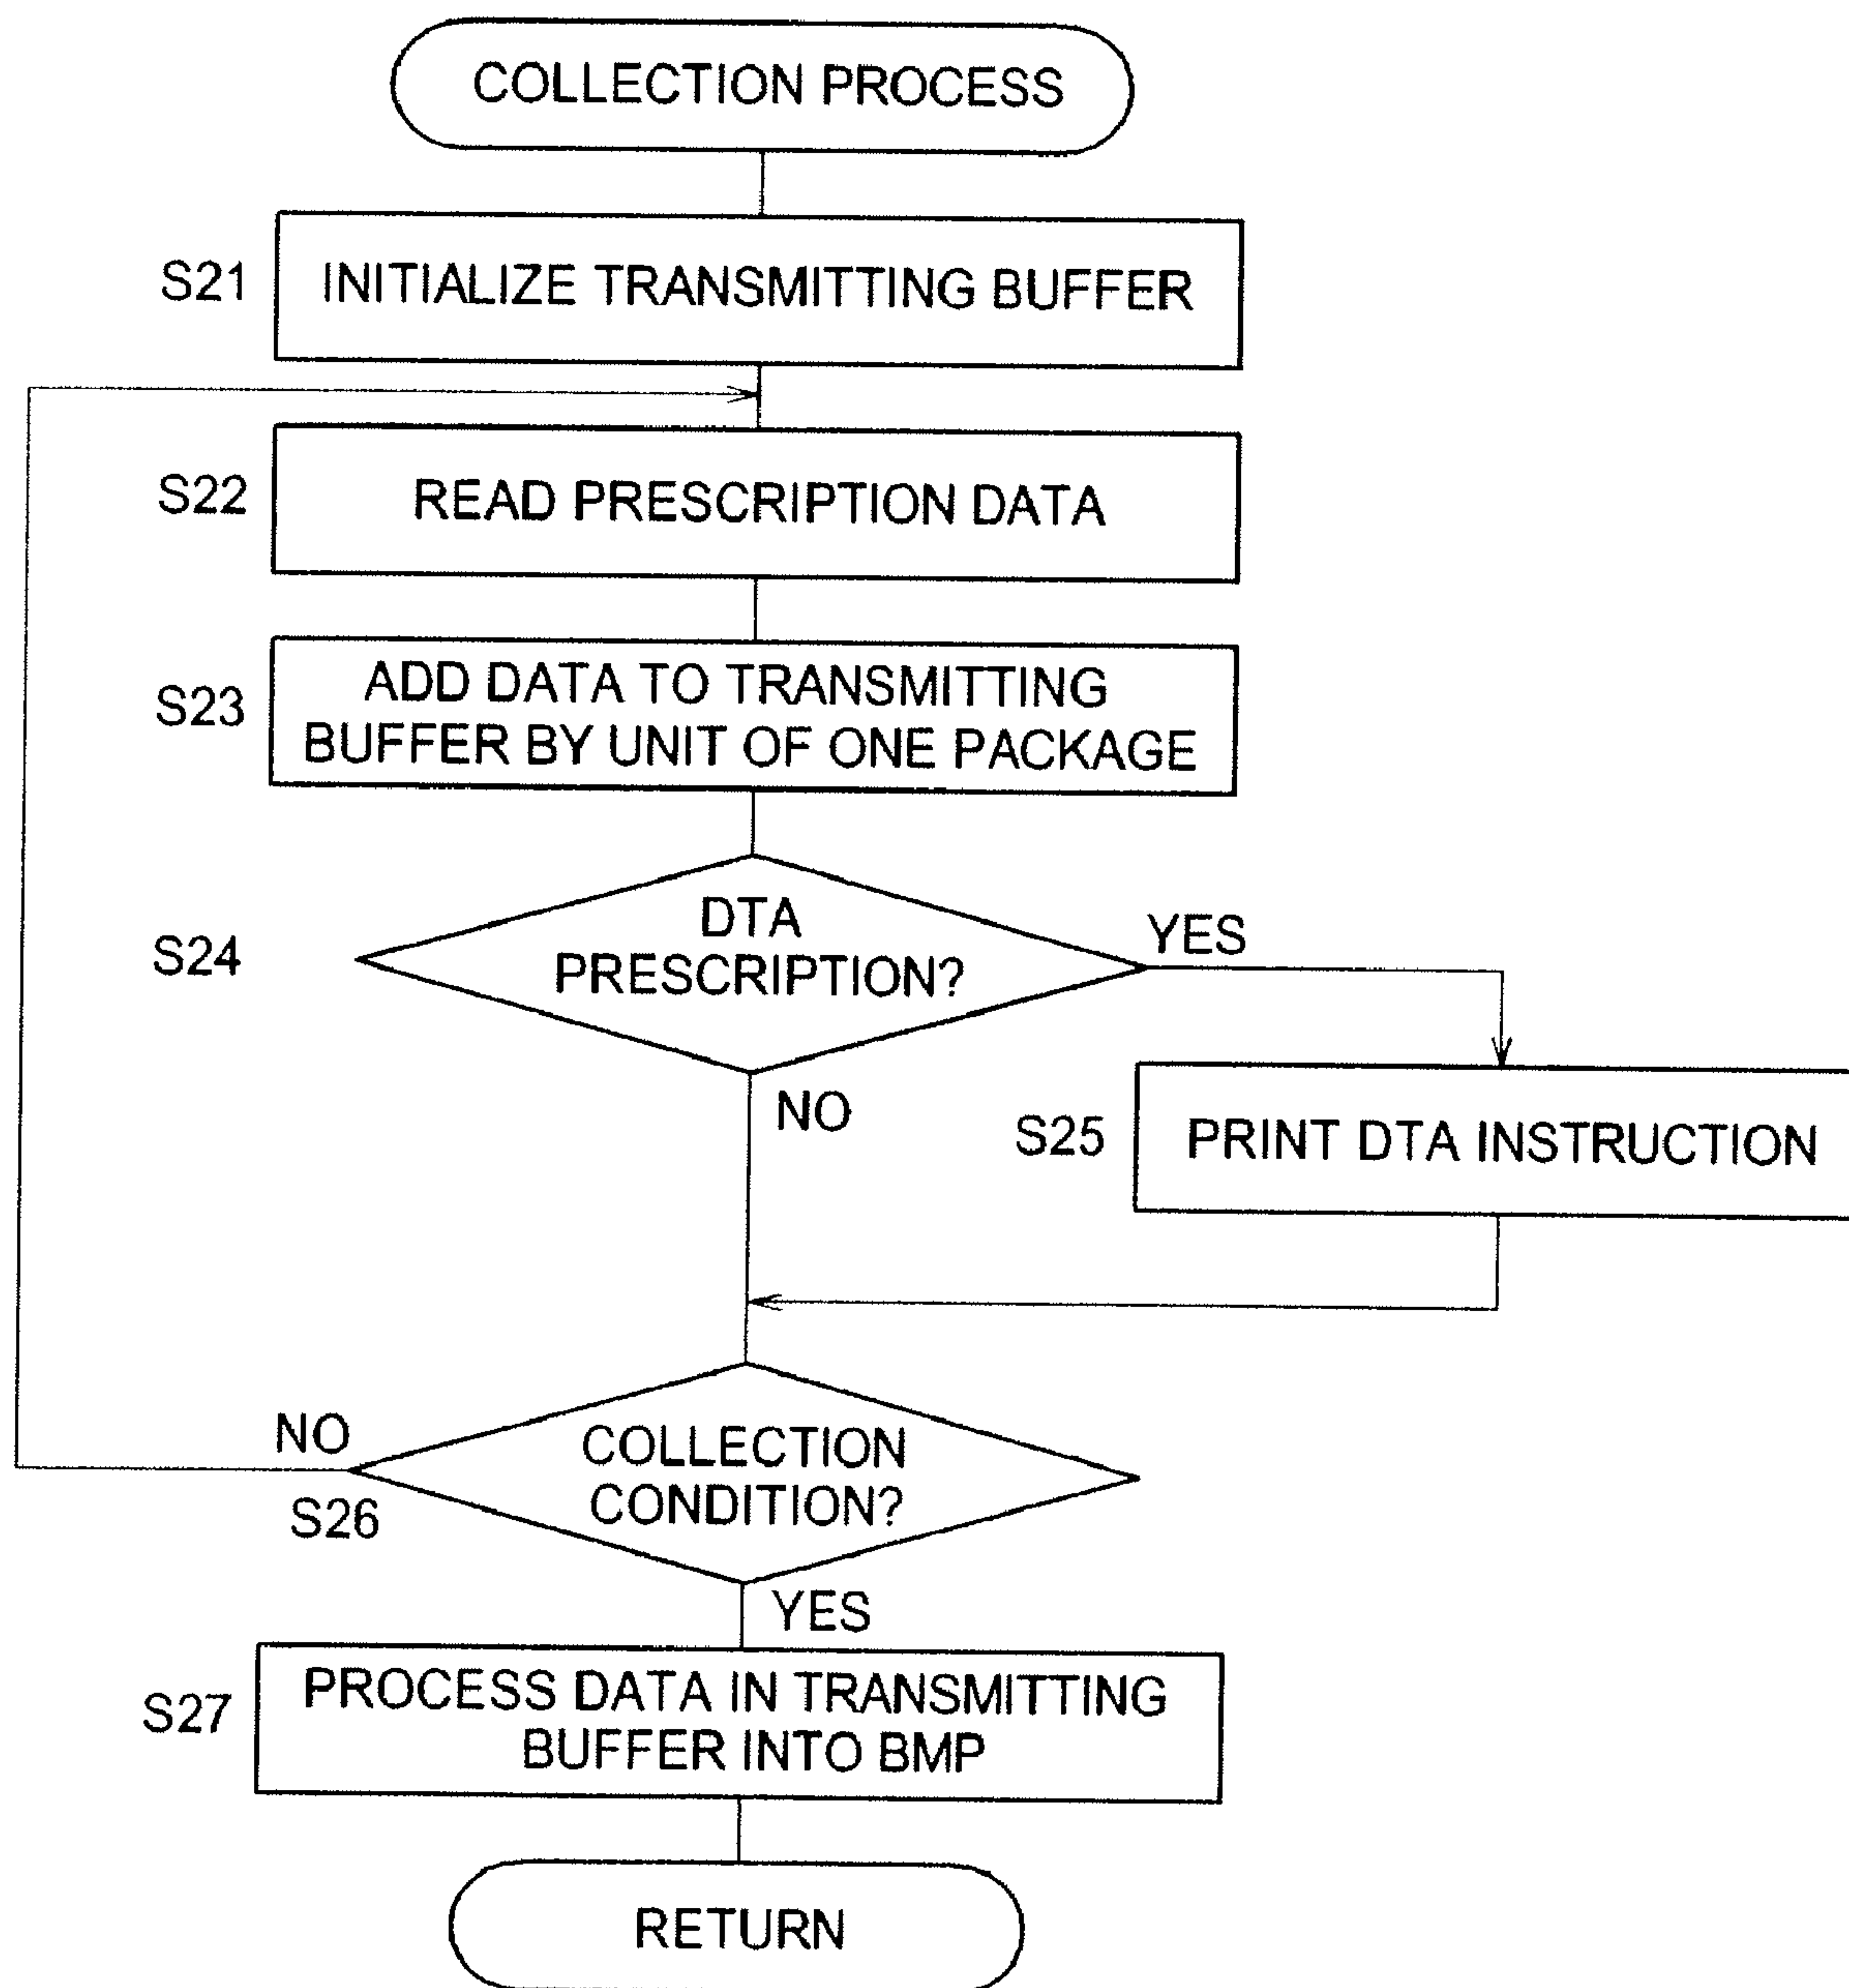 COLLECTION PROCESS
S21
INITIALIZE TRANSMITTING BUFFER
S22
READ PRESCRIPTION DATA
S23
ADD DATA TO TRANSMITTING
BUFFER BY UNIT OF ONE PACKAGE
S24
DTA
PRESCRIPTION?
YES
NO
S25
PRINT DTA INSTRUCTION
NO
S26
COLLECTION
CONDITION?
YES
S27
PROCESS DATA IN TRANSMITTING
BUFFER INTO BMP
RETURN